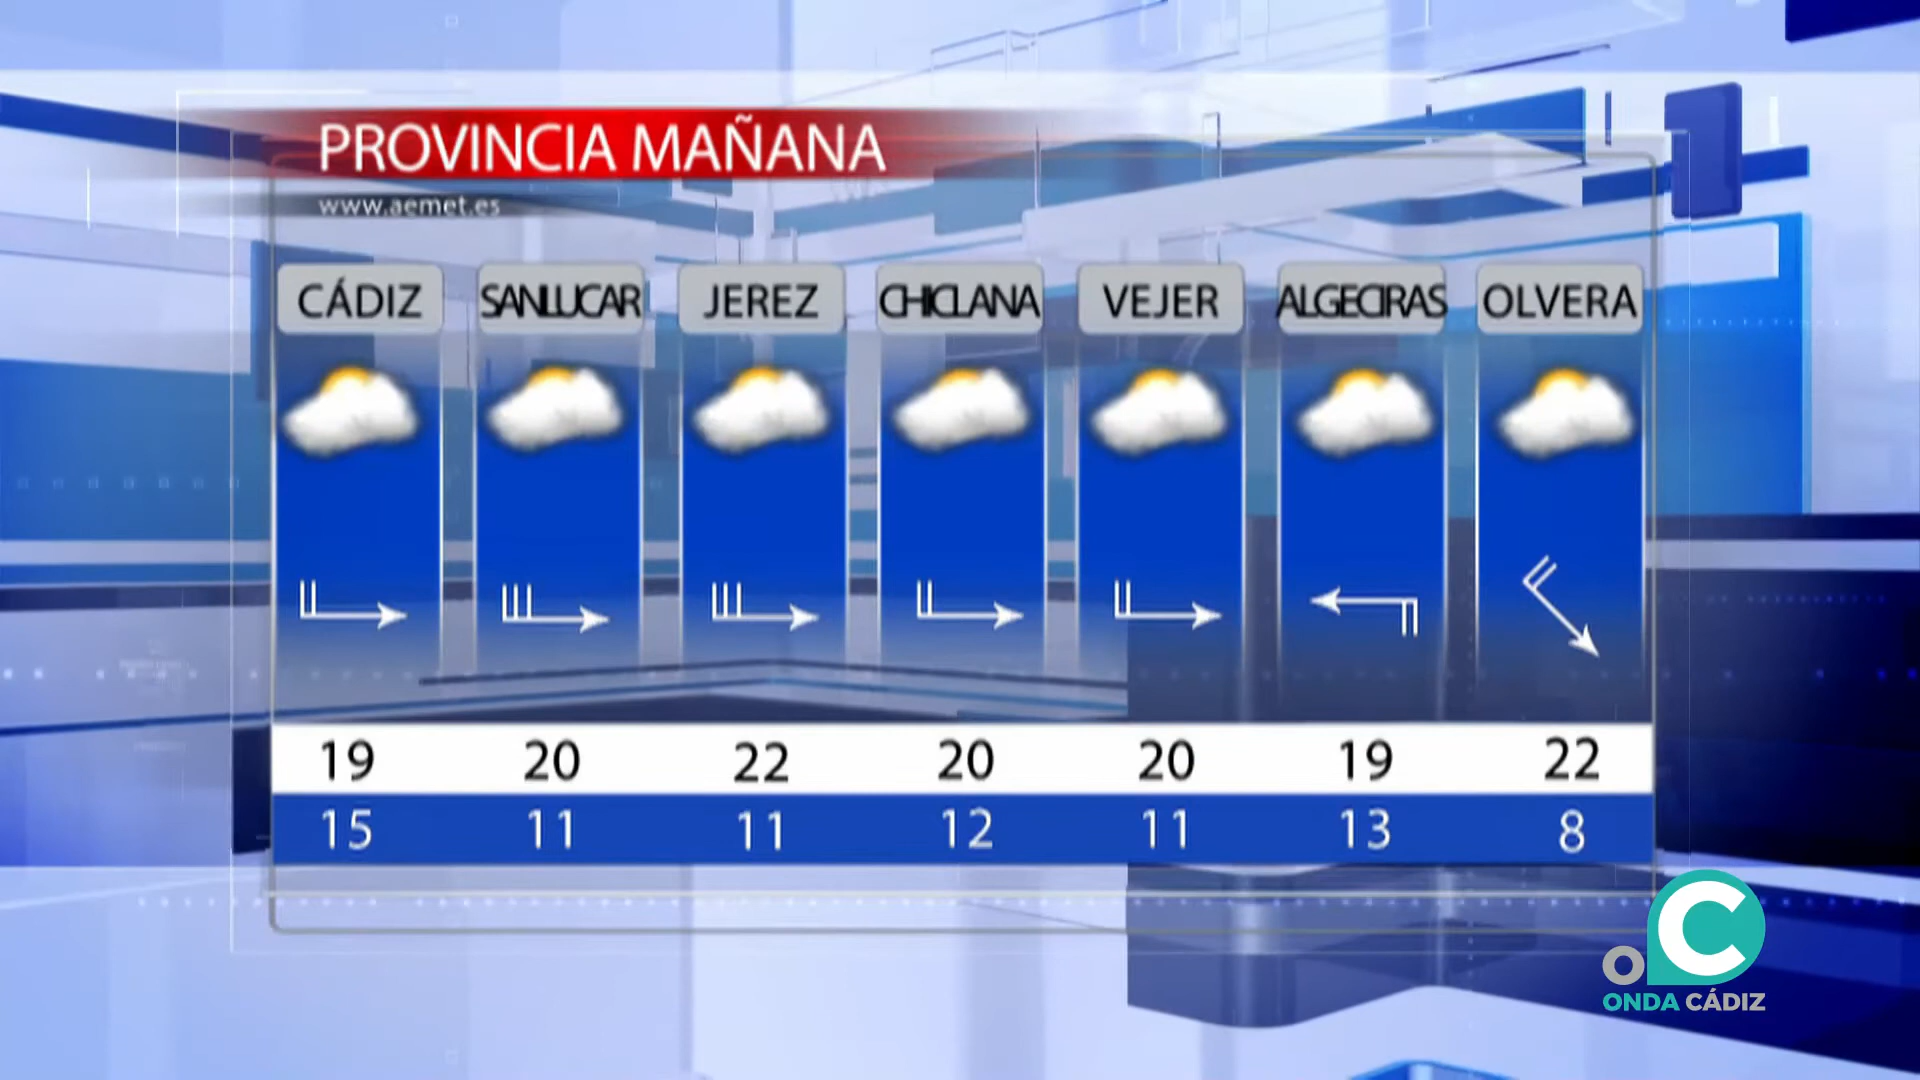 PROVINCIA MAÑANA
www.aemet.es
CÁDIZ SANLUCAR JEREZ CHICLANA VEJER ALGECIRAS OLVERA
19 20 22 20 20 19 22
15 11 11 12 11 13 8
OC
ONDA CÁDIZ